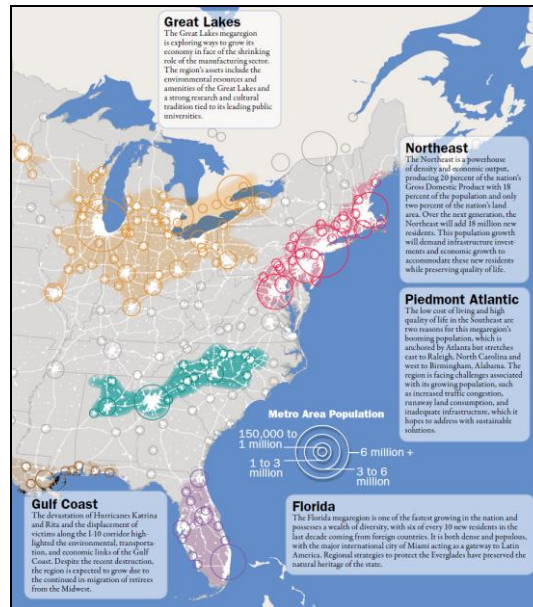 Great Lakes
The Great Lakes megaregion
is exploring ways to grow its
economy in face of the shrinking
role of the manufacturing sector.
The region's assets include the
environmental resources and
amenities of the Great Lakes and
a strong research and cultural
tradition tied to its leading public
universities.
Northeast
The Northeast is a powerhouse
of density and economic output,
producing 20 percent of the nation's
Gross Domestic Product with 18
percent of the population and only
two percent of the nation's land
area. Over the next generation, the
Northeast will add 18 million new
residents. This population growth
will demand infrastructure invest-
ments and economic growth to
accommodate these new residents
while preserving quality of life.
Piedmont Atlantic
The low cost of living and high
quality of life in the Southeast are
two reasons for this megaregion's
booming population, which is
anchored by Atlanta but stretches
east to Raleigh, North Carolina and
west to Birmingham, Alabama. The
region is facing challenges associated
with its growing population, such
as increased traffic congestion,
runaway land consumption, and
inadequate infrastructure, which it
hopes to address with sustainable
solutions.
Metro Area Population
150,000 to
1 million
1 to 3
million
6 million +
3 to 6
million
Gulf Coast
The devastation of Hurricanes Katrina
and Rita and the displacement of
victims along the I-10 corridor high-
lighted the environmental, transporta-
tion, and economic links of the Gulf
Coast. Despite the recent destruction,
the region is expected to grow due to
the continued in-migration of retirees
from the Midwest.
Florida
The Florida megaregion is one of the fastest growing in the nation and
possesses a wealth of diversity, with six of every 10 new residents in the
last decade coming from foreign countries. It is both dense and populous,
with the major international city of Miami acting as a gateway to Latin
America. Regional strategies to protect the Everglades have preserved the
natural heritage of the state.